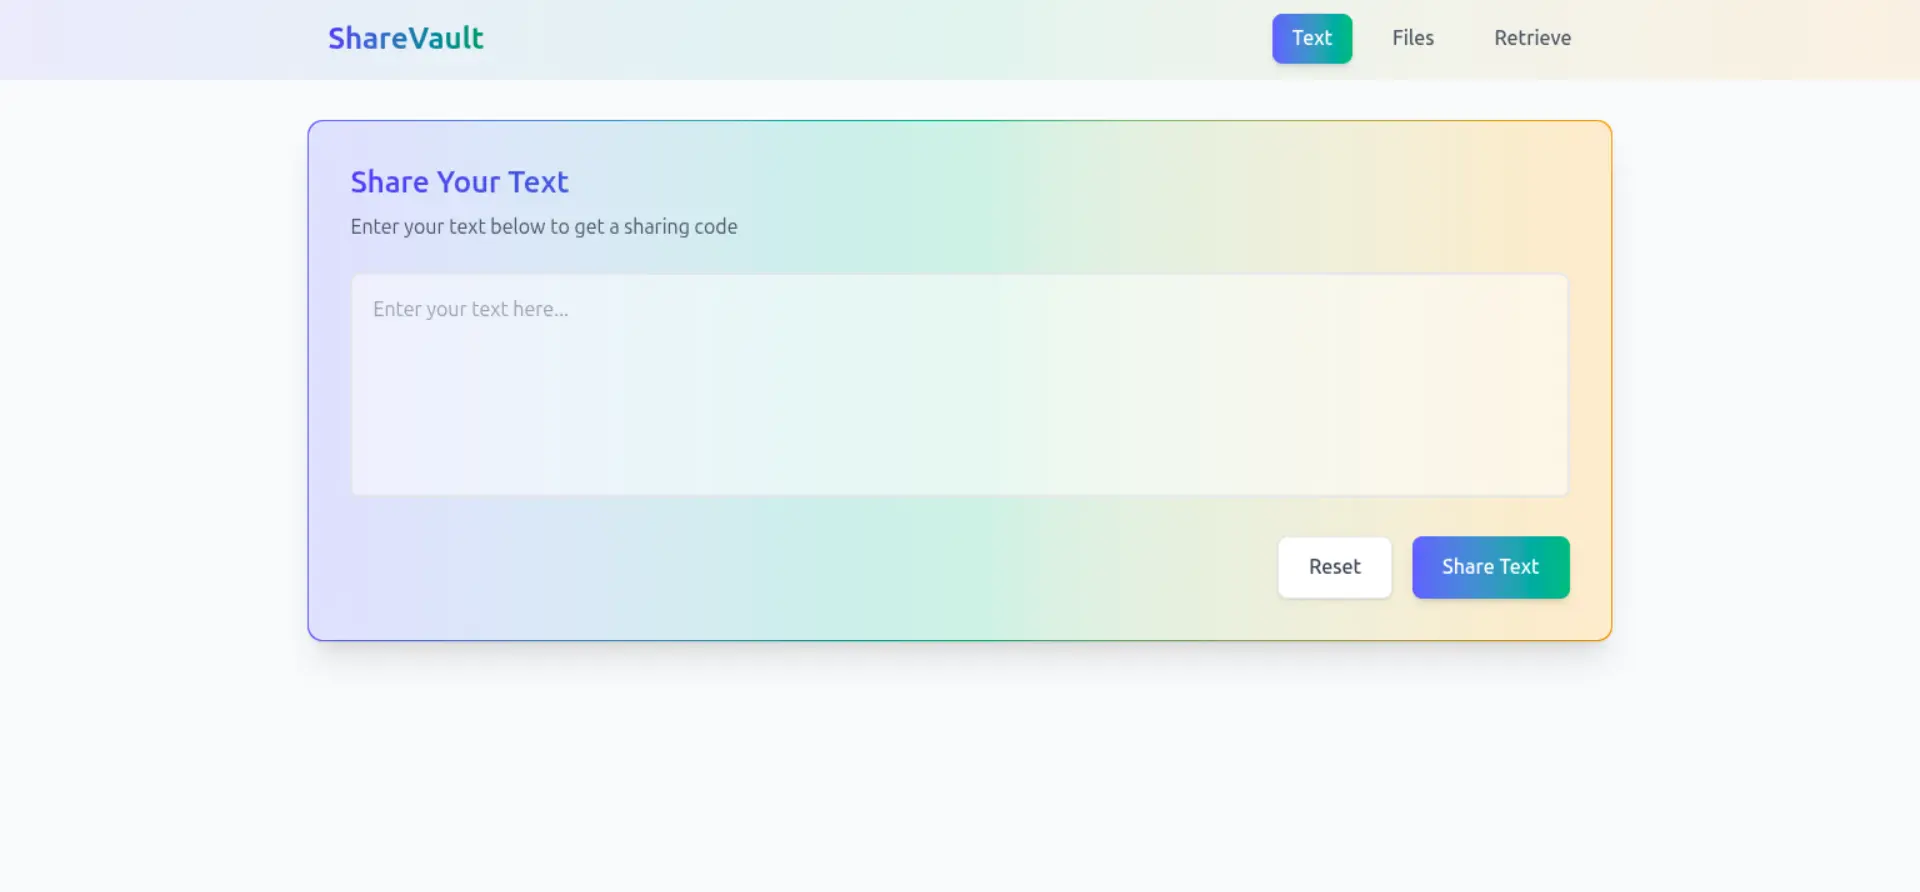 ShareVault
Text
Files
Retrieve
Share Your Text
Enter your text below to get a sharing code
Enter your text here...
Reset
Share Text